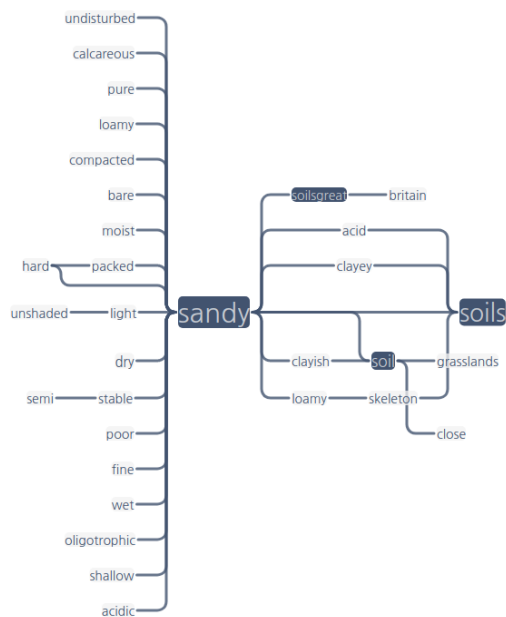 undisturbed
calcareous
pure
loamy
compacted
bare
soilsgreat britain
moist
acid
hard packed
clayey
unshaded light
sandy
soils
dry
clayish soil grasslands
semi stable
loamy skeleton
poor
close
fine
wet
oligotrophic
shallow
acidic